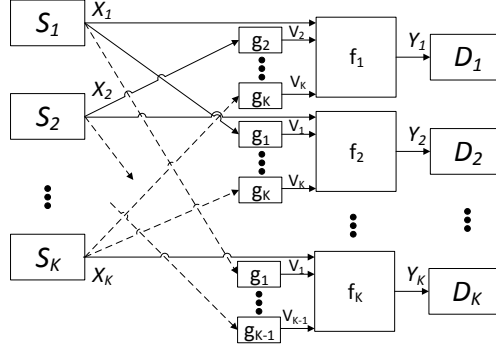 S1 X1 g2 V2 f1 Y1 D1
gK VK
S2 X2 g1 V1 f2 Y2 D2
gK VK
SK XK g1 V1 fK YK DK
gK-1 VK-1